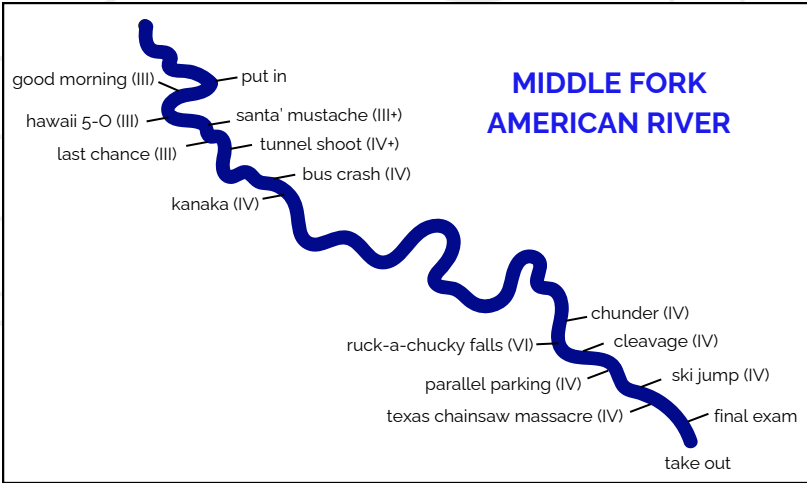 MIDDLE FORK
AMERICAN RIVER
put in
good morning (III)
hawaii 5-O (III)
santa' mustache (III+)
last chance (III)
tunnel shoot (IV+)
bus crash (IV)
kanaka (IV)
chunder (IV)
ruck-a-chucky falls (VI)
cleavage (IV)
parallel parking (IV)
ski jump (IV)
texas chainsaw massacre (IV)
final exam
take out